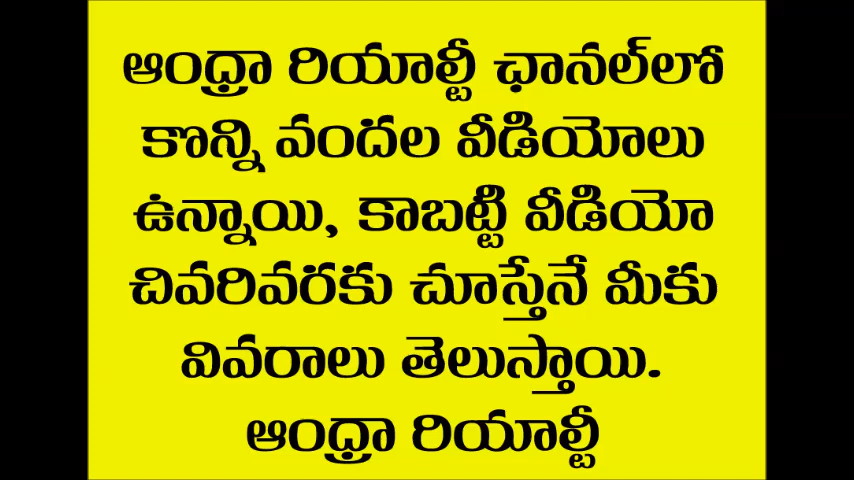 ఆంధ్రా రియాల్టీ ఛానల్‌లో
కొన్ని వందల వీడియోలు
ఉన్నాయి, కాబట్టి వీడియో
చివరివరకు చూస్తేనే మీకు
వివరాలు తెలుస్తాయి.
ఆంధ్రా రియాల్టీ